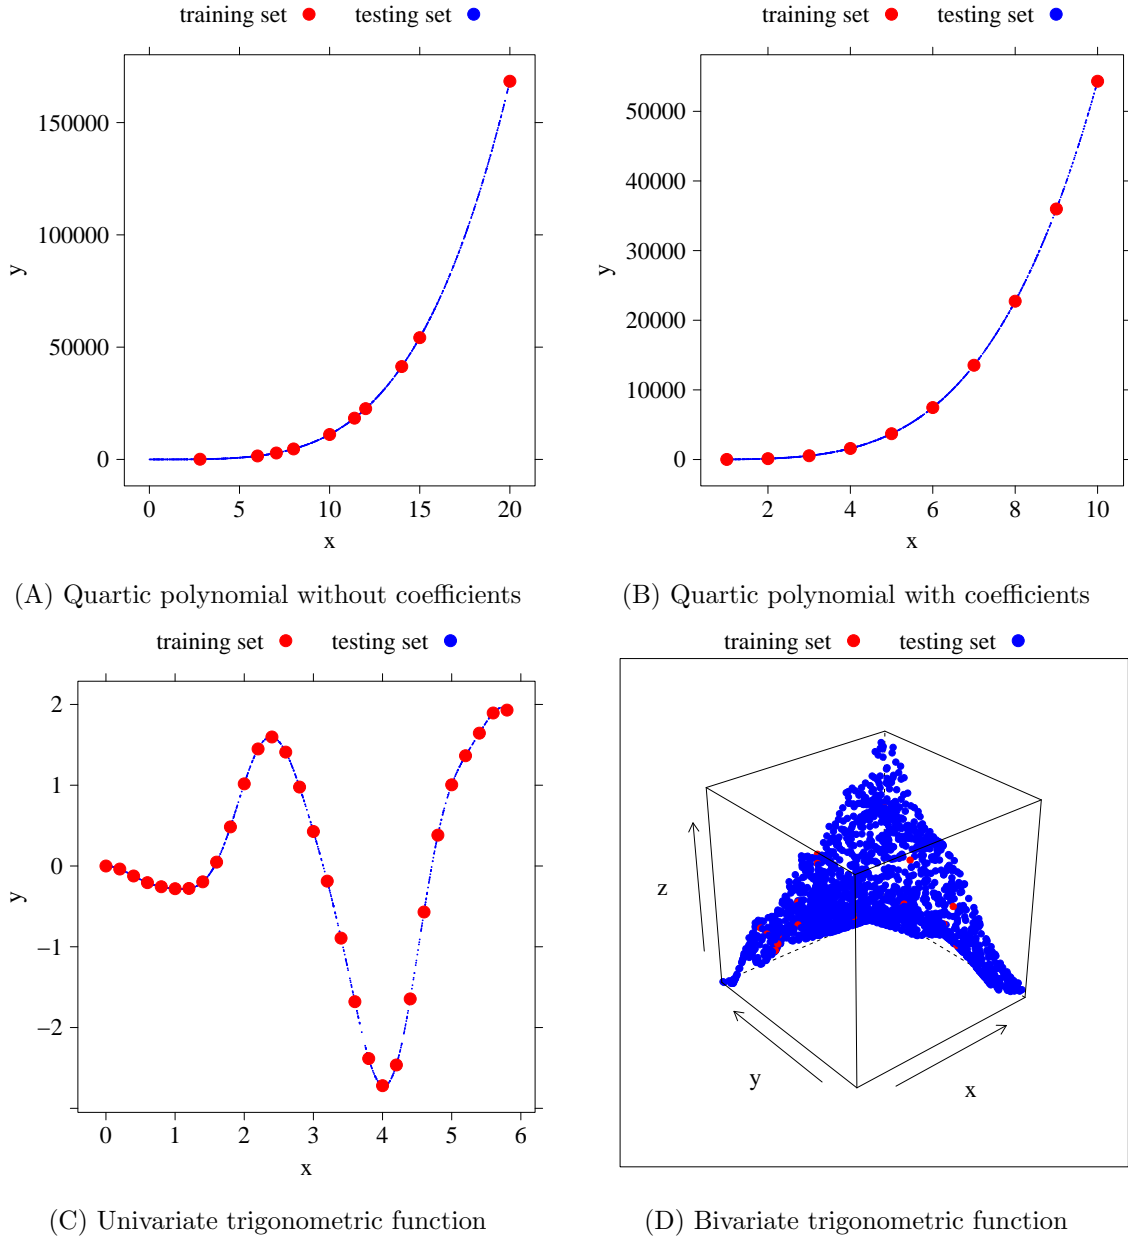 training set testing set
150000
100000
50000
0
y
0 5 10 15 20
x
(A) Quartic polynomial without coefficients
training set testing set
50000
40000
30000
20000
10000
0
y
2 4 6 8 10
x
(B) Quartic polynomial with coefficients
training set testing set
2
1
0
−1
−2
y
0 1 2 3 4 5 6
x
(C) Univariate trigonometric function
training set testing set
z
y
x
(D) Bivariate trigonometric function